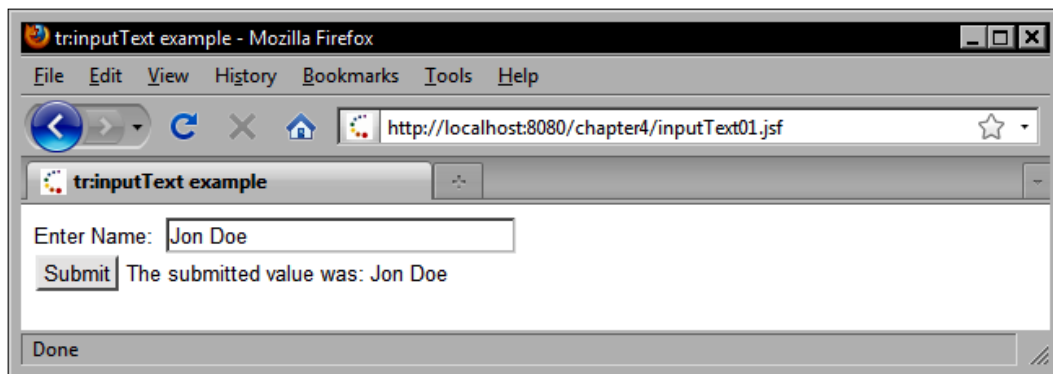 tr:inputText example - Mozilla Firefox
File Edit View History Bookmarks Tools Help
http://localhost:8080/chapter4/inputText01.jsf
tr:inputText example
Enter Name: Jon Doe
Submit The submitted value was: Jon Doe
Done